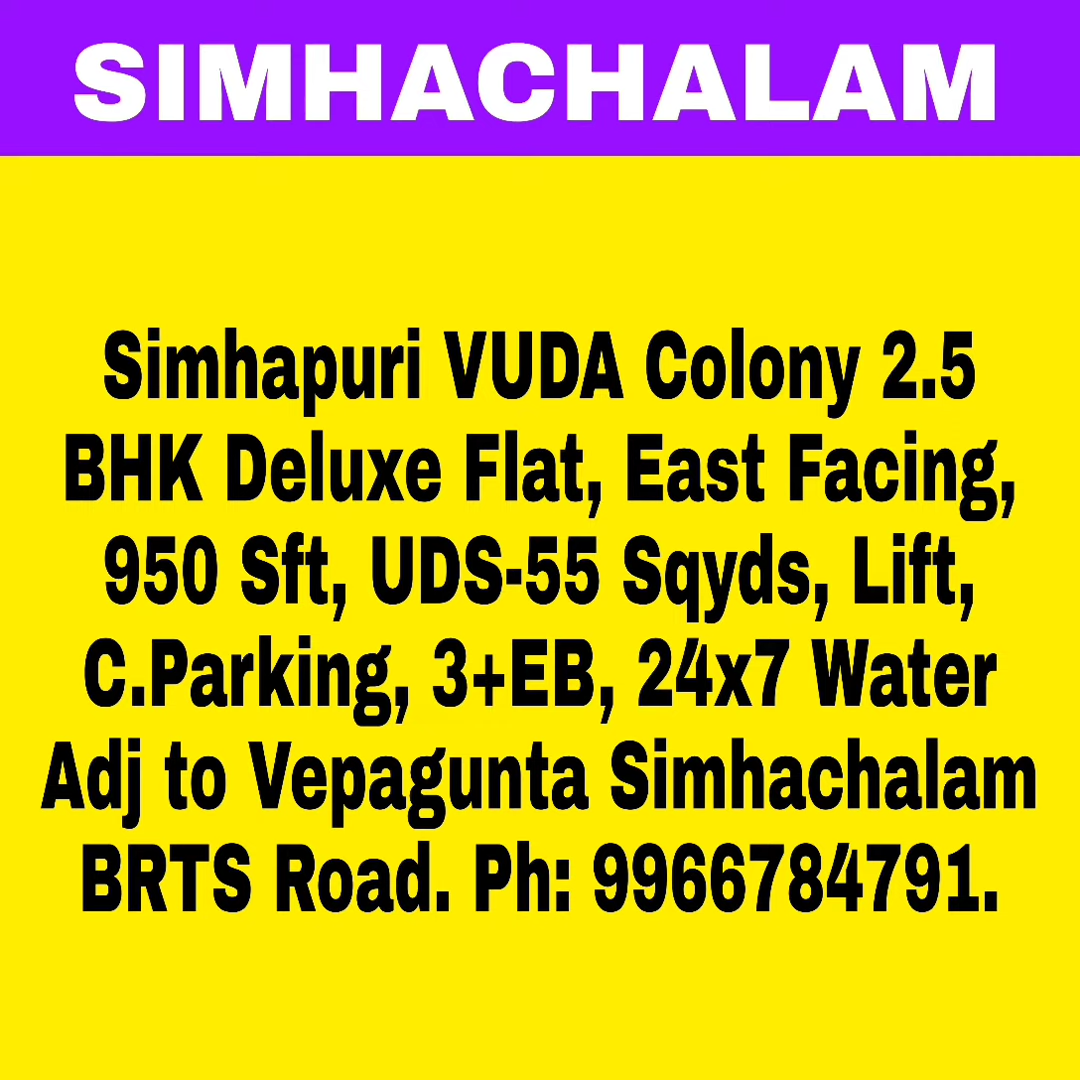 SIMHACHALAM
Simhapuri VUDA Colony 2.5
BHK Deluxe Flat, East Facing,
950 Sft, UDS-55 Sqyds, Lift,
C.Parking, 3+EB, 24x7 Water
Adj to Vepagunta Simhachalam
BRTS Road. Ph: 9966784791.